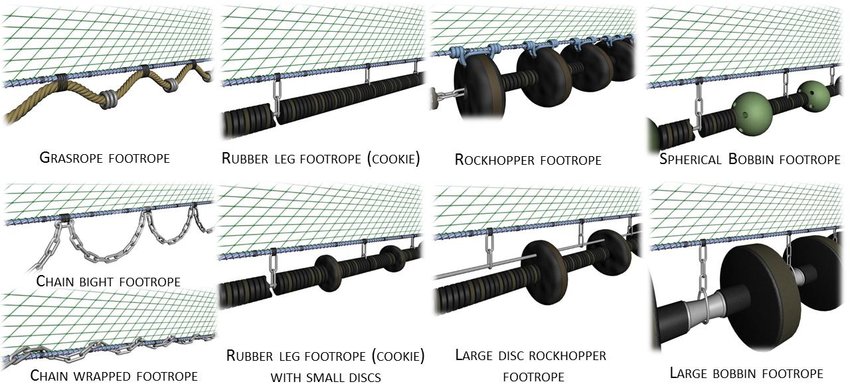 GRASROPE FOOTROPE
RUBBER LEG FOOTROPE (COOKIE)
ROCKHOPPER FOOTROPE
SPHERICAL BOBBIN FOOTROPE
CHAIN BIGHT FOOTROPE
CHAIN WRAPPED FOOTROPE
RUBBER LEG FOOTROPE (COOKIE)
WITH SMALL DISCS
LARGE DISC ROCKHOPPER
FOOTROPE
LARGE BOBBIN FOOTROPE